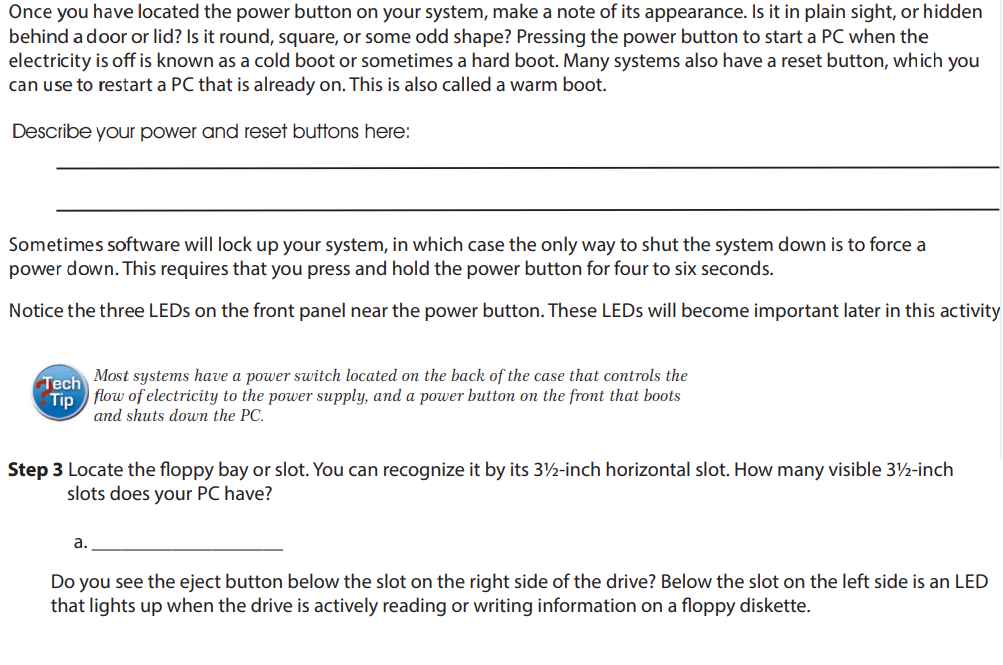 Once you have located the power button on your system, make a note of its appearance. Is it in plain sight, or hidden
behind a door or lid? Is it round, square, or some odd shape? Pressing the power button to start a PC when the
electricity is off is known as a cold boot or sometimes a hard boot. Many systems also have a reset button, which you
can use to restart a PC that is already on. This is also called a warm boot.
Describe your power and reset buttons here:
Sometimes software will lock up your system, in which case the only way to shut the system down is to force a
power down. This requires that you press and hold the power button for four to six seconds.
Notice the three LEDs on the front panel near the power button. These LEDs will become important later in this activity
Tech
Tip
Most systems have a power switch located on the back of the case that controls the
flow of electricity to the power supply, and a power button on the front that boots
and shuts down the PC.
Step 3 Locate the floppy bay or slot. You can recognize it by its 3½-inch horizontal slot. How many visible 3½-inch
slots does your PC have?
a. ____________________
Do you see the eject button below the slot on the right side of the drive? Below the slot on the left side is an LED
that lights up when the drive is actively reading or writing information on a floppy diskette.